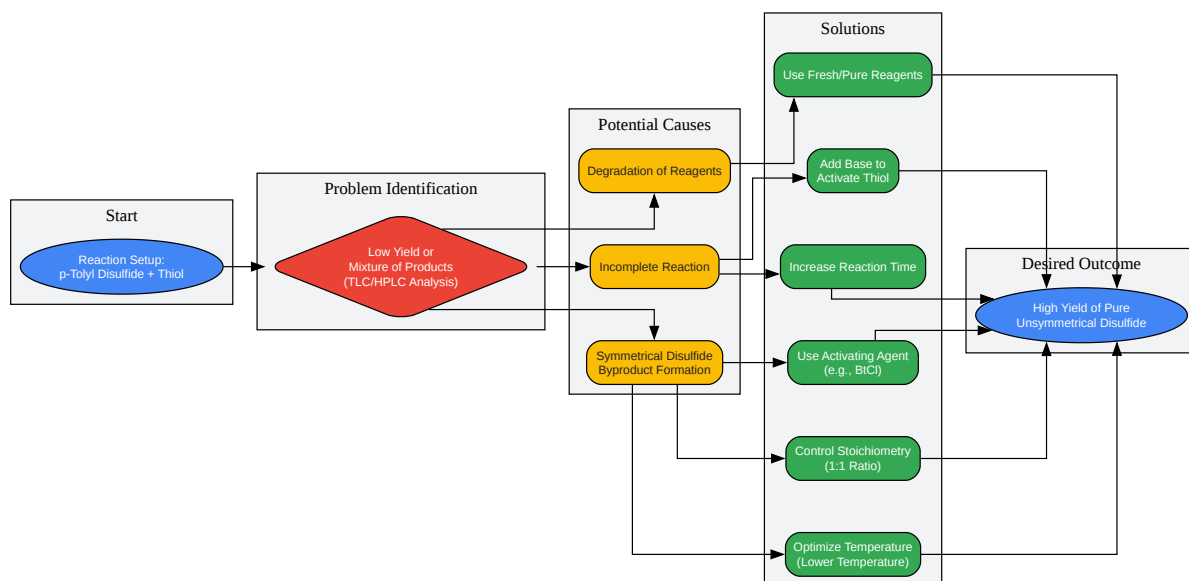 Start
Reaction Setup:
p-Tolyl Disulfide + Thiol
Problem Identification
Low Yield or
Mixture of Products
(TLC/HPLC Analysis)
Potential Causes
Degradation of Reagents
Incomplete Reaction
Symmetrical Disulfide
Byproduct Formation
Solutions
Use Fresh/Pure Reagents
Add Base to
Activate Thiol
Increase Reaction Time
Use Activating Agent
(e.g., BtCl)
Control Stoichiometry
(1:1 Ratio)
Optimize Temperature
(Lower Temperature)
Desired Outcome
High Yield of Pure
Unsymmetrical Disulfide